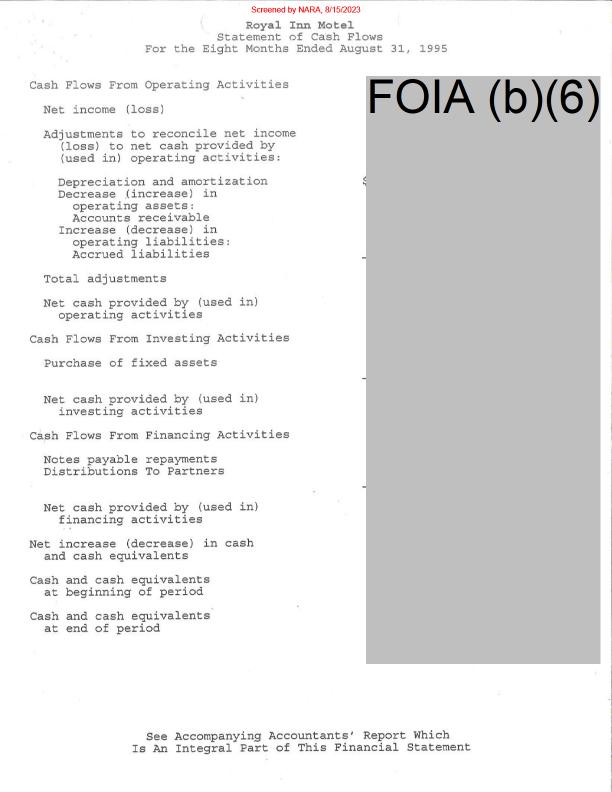 Screened by NARA, 8/15/2023
Royal Inn Motel
Statement of Cash Flows
For the Eight Months Ended August 31, 1995
Cash Flows From Operating Activities
FOIA (b)(6)
Net income (loss)
Adjustments to reconcile net income
(loss) to net cash provided by
(used in) operating activities:
Depreciation and amortization
$
Decrease (increase) in
operating assets:
Accounts receivable
Increase (decrease) in
operating liabilities:
Accrued liabilities
Total adjustments
Net cash provided by (used in)
operating activities
Cash Flows From Investing Activities
Purchase of fixed assets
Net cash provided by (used in)
investing activities
Cash Flows From Financing Activities
Notes payable repayments
Distributions To Partners
Net cash provided by (used in)
financing activities
Net increase (decrease) in cash
and cash equivalents
Cash and cash equivalents
at beginning of period
Cash and cash equivalents
at end of period
See Accompanying Accountants' Report Which
Is An Integral Part of This Financial Statement